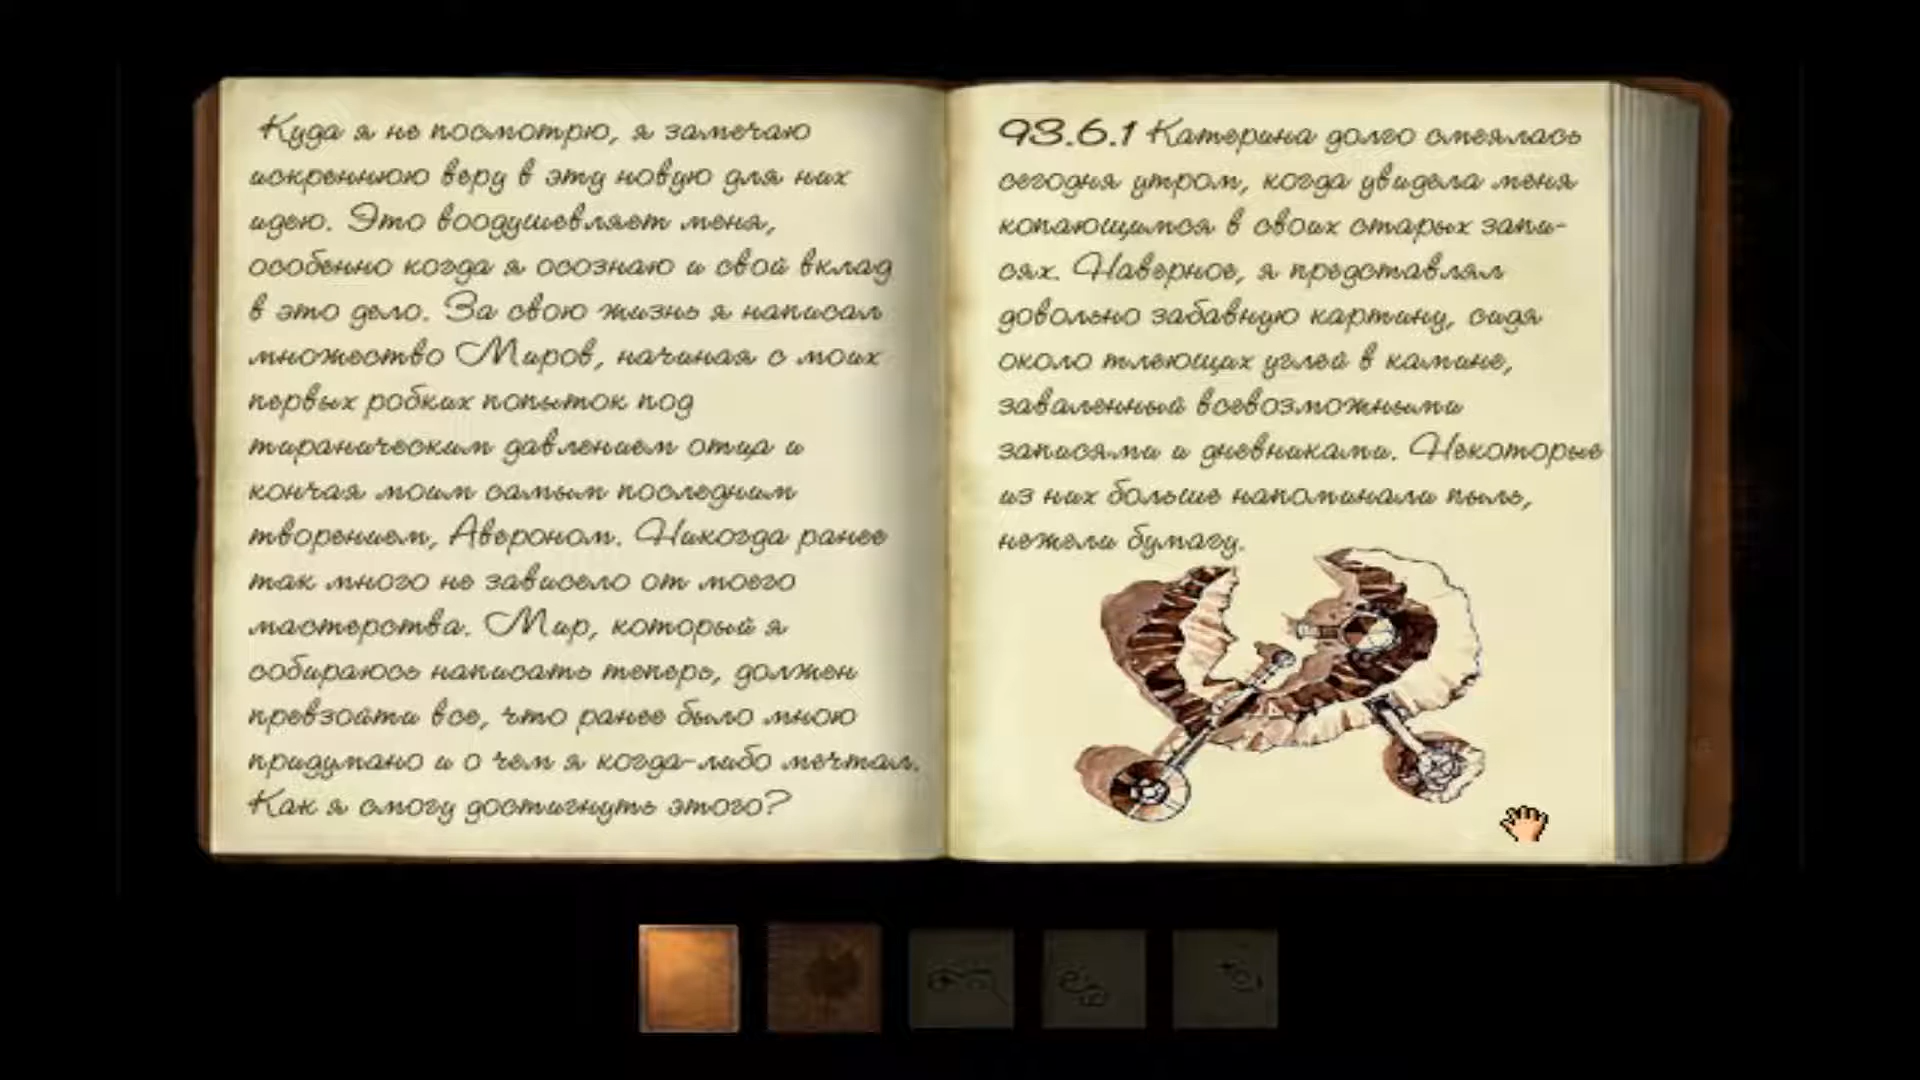 Куда я не посмотрю, я замечаю
искреннюю веру в эту новую для них
идею. Это воодушевляет меня,
особенно когда я осознаю и свой вклад
в это дело. За свою жизнь я написал
множество Миров, начиная с моих
первых робких попыток под
тираническим давлением отца и
кончая моим самым последним
творением, Авероном. Никогда ранее
так много не зависело от моего
мастерства. Мир, который я
собираюсь написать теперь, должен
превзойти все, что ранее было мною
придумано и о чем я когда-либо мечтал.
Как я смогу достигнуть этого?
93.6.1 Катерина долго смеялась
сегодня утром, когда увидела меня
копающимся в своих старых запи-
сях. Наверное, я представлял
довольно забавную картину, сидя
около тлеющих углей в камине,
заваленный всевозможными
записями и дневниками. Некоторые
из них больше напоминали пыль,
нежели бумагу.